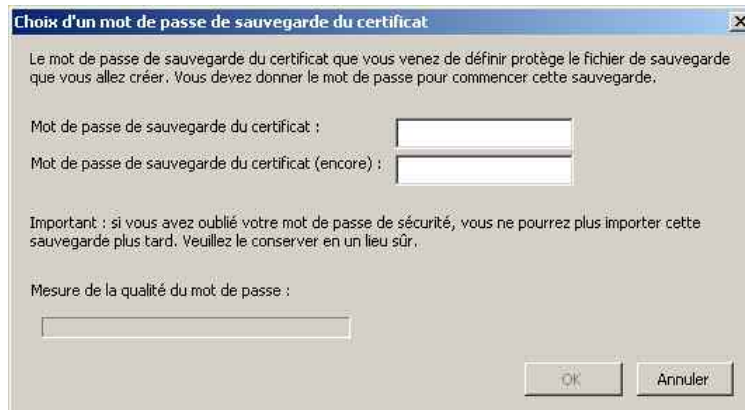 Choix d'un mot de passe de sauvegarde du certificat
Le mot de passe de sauvegarde du certificat que vous venez de définir protège le fichier de sauvegarde
que vous allez créer. Vous devez donner le mot de passe pour commencer cette sauvegarde.
Mot de passe de sauvegarde du certificat :
Mot de passe de sauvegarde du certificat (encore) :
Important : si vous avez oublié votre mot de passe de sécurité, vous ne pourrez plus importer cette
sauvegarde plus tard. Veuillez le conserver en un lieu sûr.
Mesure de la qualité du mot de passe :
OK Annuler